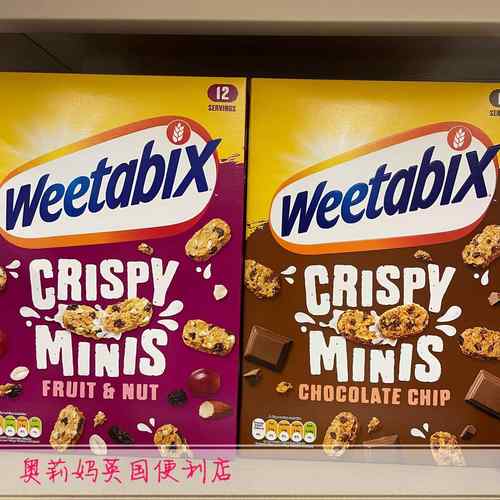 12
SERVINGS
Weetabix
CRISPY
MINIS
FRUIT & NUT
Weetabix
CRISPY
MINIS
CHOCOLATE CHIP
奥莉妈英国便利店